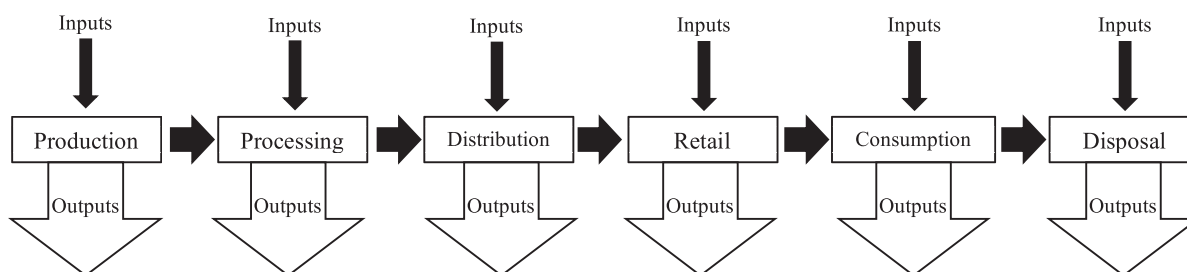 Inputs Inputs Inputs Inputs Inputs Inputs
Production Processing Distribution Retail Consumption Disposal
Outputs Outputs Outputs Outputs Outputs Outputs